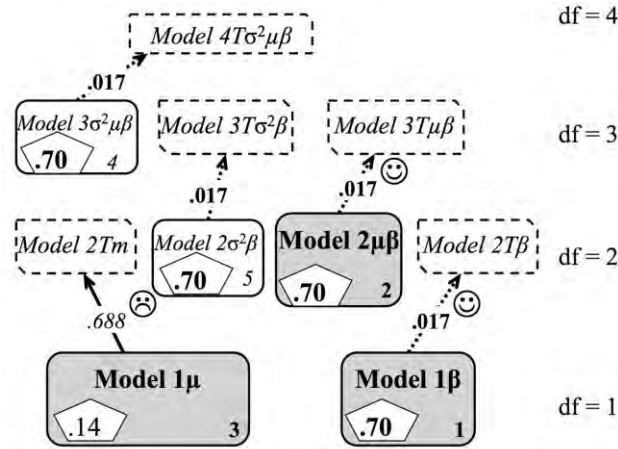 df = 4
Model 4Tσ²μβ
.017
Model 3σ²μβ
.70
4
Model 3Tσ²β
Model 3Tμβ
df = 3
.017
.017
Model 2Tm
Model 2σ²β
.70
5
Model 2μβ
.70
2
Model 2Tβ
df = 2
.688
.017
Model 1μ
.14
3
Model 1β
.70
1
df = 1